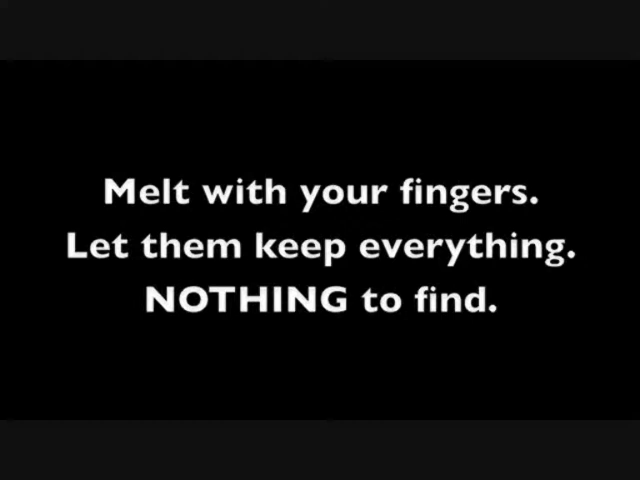 Melt with your fingers.
Let them keep everything.
NOTHING to find.